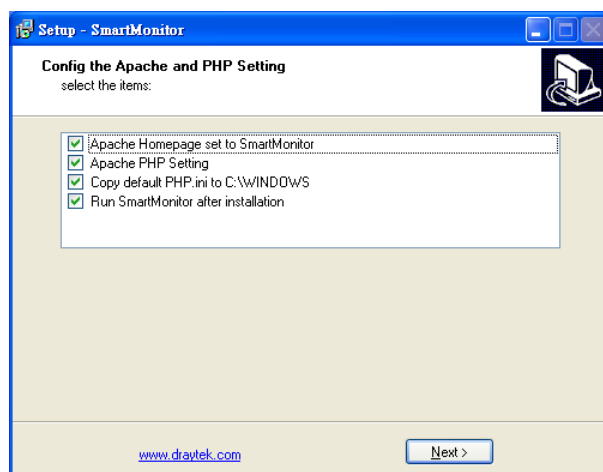 Setup - SmartMonitor
Config the Apache and PHP Setting
select the items:
Apache Homepage set to SmartMonitor
Apache PHP Setting
Copy default PHP.ini to C:\WINDOWS
Run SmartMonitor after installation
www.draytek.com
Next >